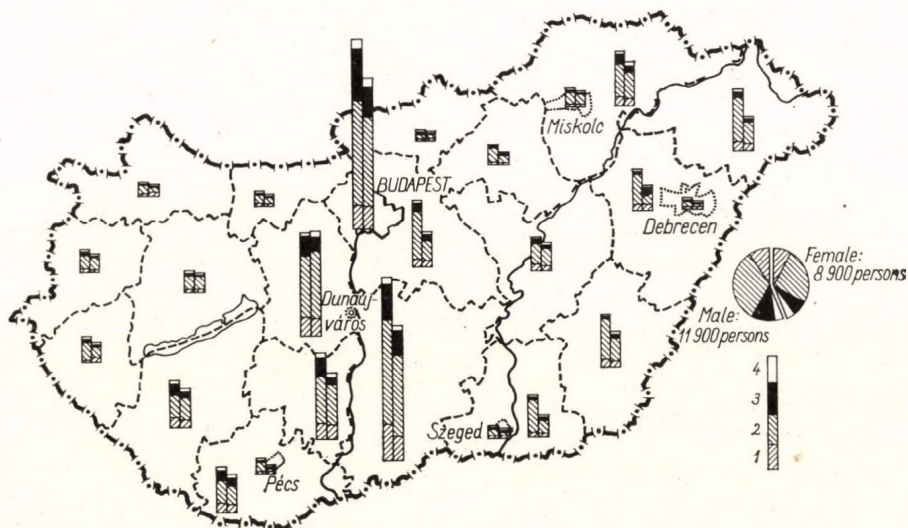 Miskolc
BUDAPEST
Debrecen
Dunaúj-
város
Female:
8 900 persons
Male:
11 900 persons
Szeged
Pécs
4
3
2
1